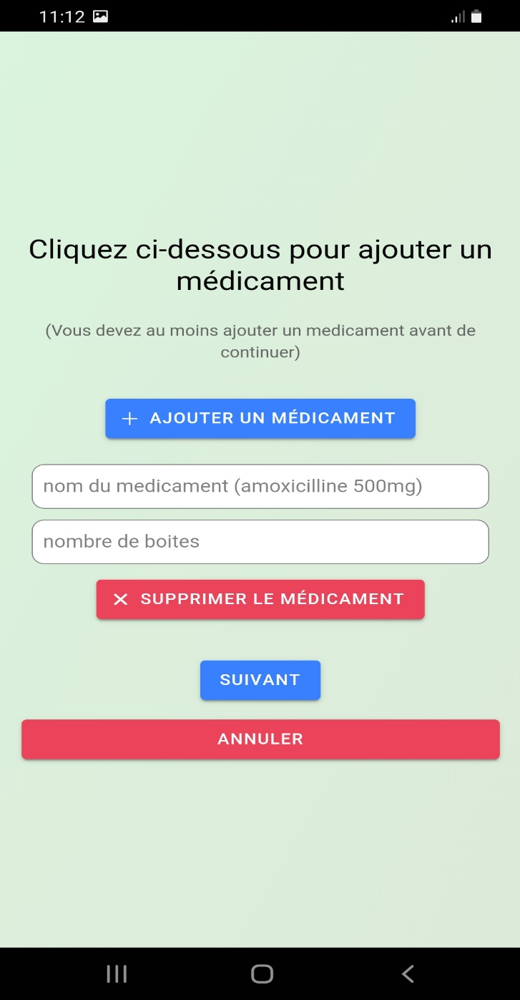 11:12
Cliquez ci-dessous pour ajouter un
médicament
(Vous devez au moins ajouter un medicament avant de
continuer)
AJOUTER UN MÉDICAMENT
nom du medicament (amoxicilline 500mg)
nombre de boites
SUPPRIMER LE MÉDICAMENT
SUIVANT
ANNULER